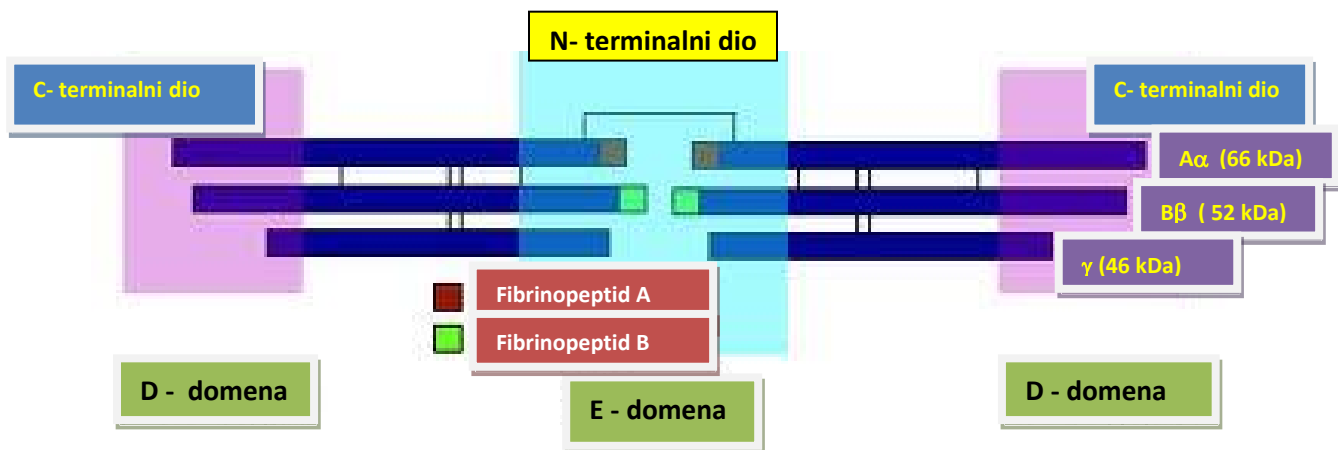 N- terminalni dio
C- terminalni dio
C- terminalni dio
Aα (66 kDa)
Bβ ( 52 kDa)
γ (46 kDa)
Fibrinopeptid A
Fibrinopeptid B
D - domena
E - domena
D - domena